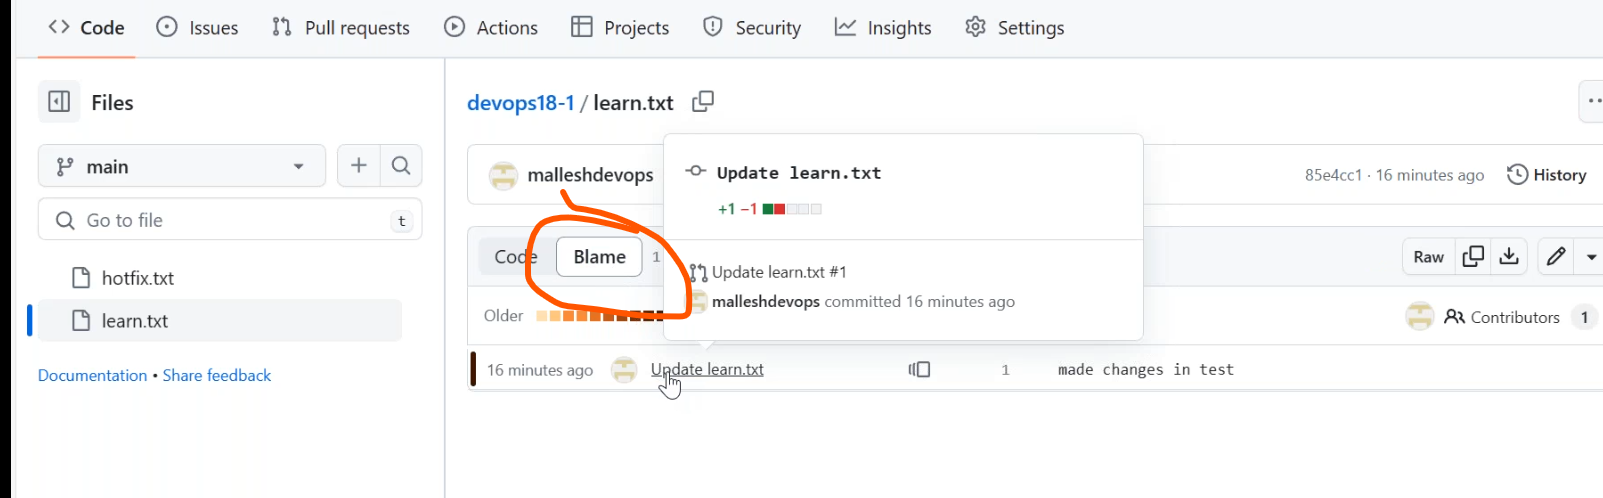 Code Issues Pull requests Actions Projects Security Insights Settings
Files
devops18-1 / learn.txt
main
malleshdevops
Update learn.txt
85e4cc1 · 16 minutes ago History
+1 −1
Go to file t
Code Blame 1
Raw
hotfix.txt
Update learn.txt #1
malleshdevops committed 16 minutes ago
learn.txt
Older
Contributors 1
Documentation • Share feedback
16 minutes ago Update learn.txt 1 made changes in test